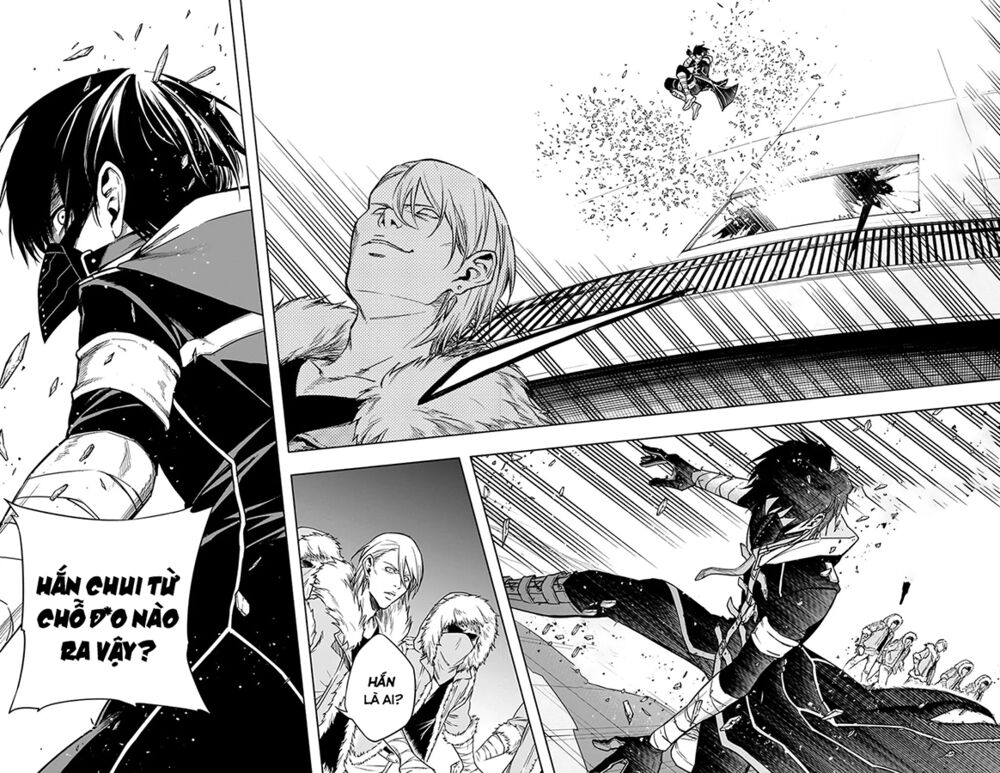 HẮN CHUI TỪ
CHỖ Đ*O NÀO
RA VẬY?
HẮN
LÀ AI?